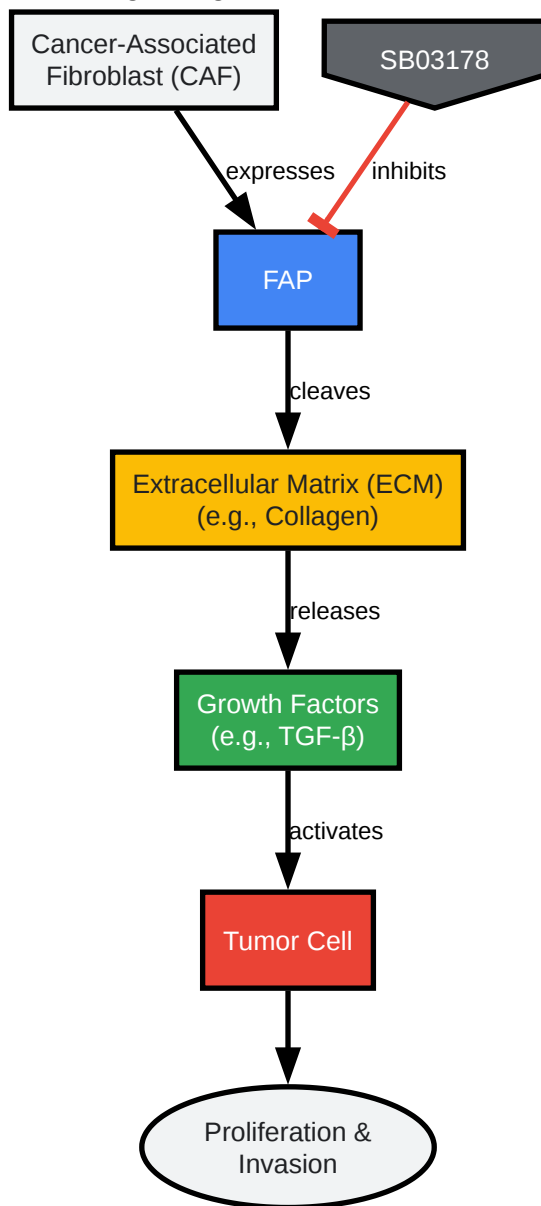 Cancer-Associated
Fibroblast (CAF)
SB03178
expresses
inhibits
FAP
cleaves
Extracellular Matrix (ECM)
(e.g., Collagen)
releases
Growth Factors
(e.g., TGF-β)
activates
Tumor Cell
Proliferation &
Invasion